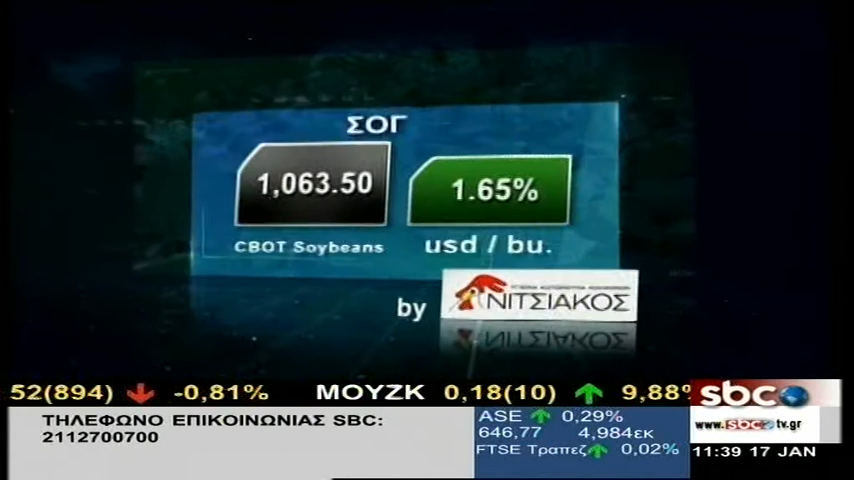 ΣΟΓ
1,063.50
1.65%
CBOT Soybeans
usd / bu.
by
ΝΙΤΣΙΑΚΟΣ
52(894) -0,81% ΜΟΥΖΚ 0,18(10) 9,88%
sbc
ΤΗΛΕΦΩΝΟ ΕΠΙΚΟΙΝΩΝΙΑΣ SBC:
2112700700
ASE 0,29%
646,77 4,984εκ
FTSE Τραπεζ 0,02%
www.sbctv.gr
11:39 17 JAN